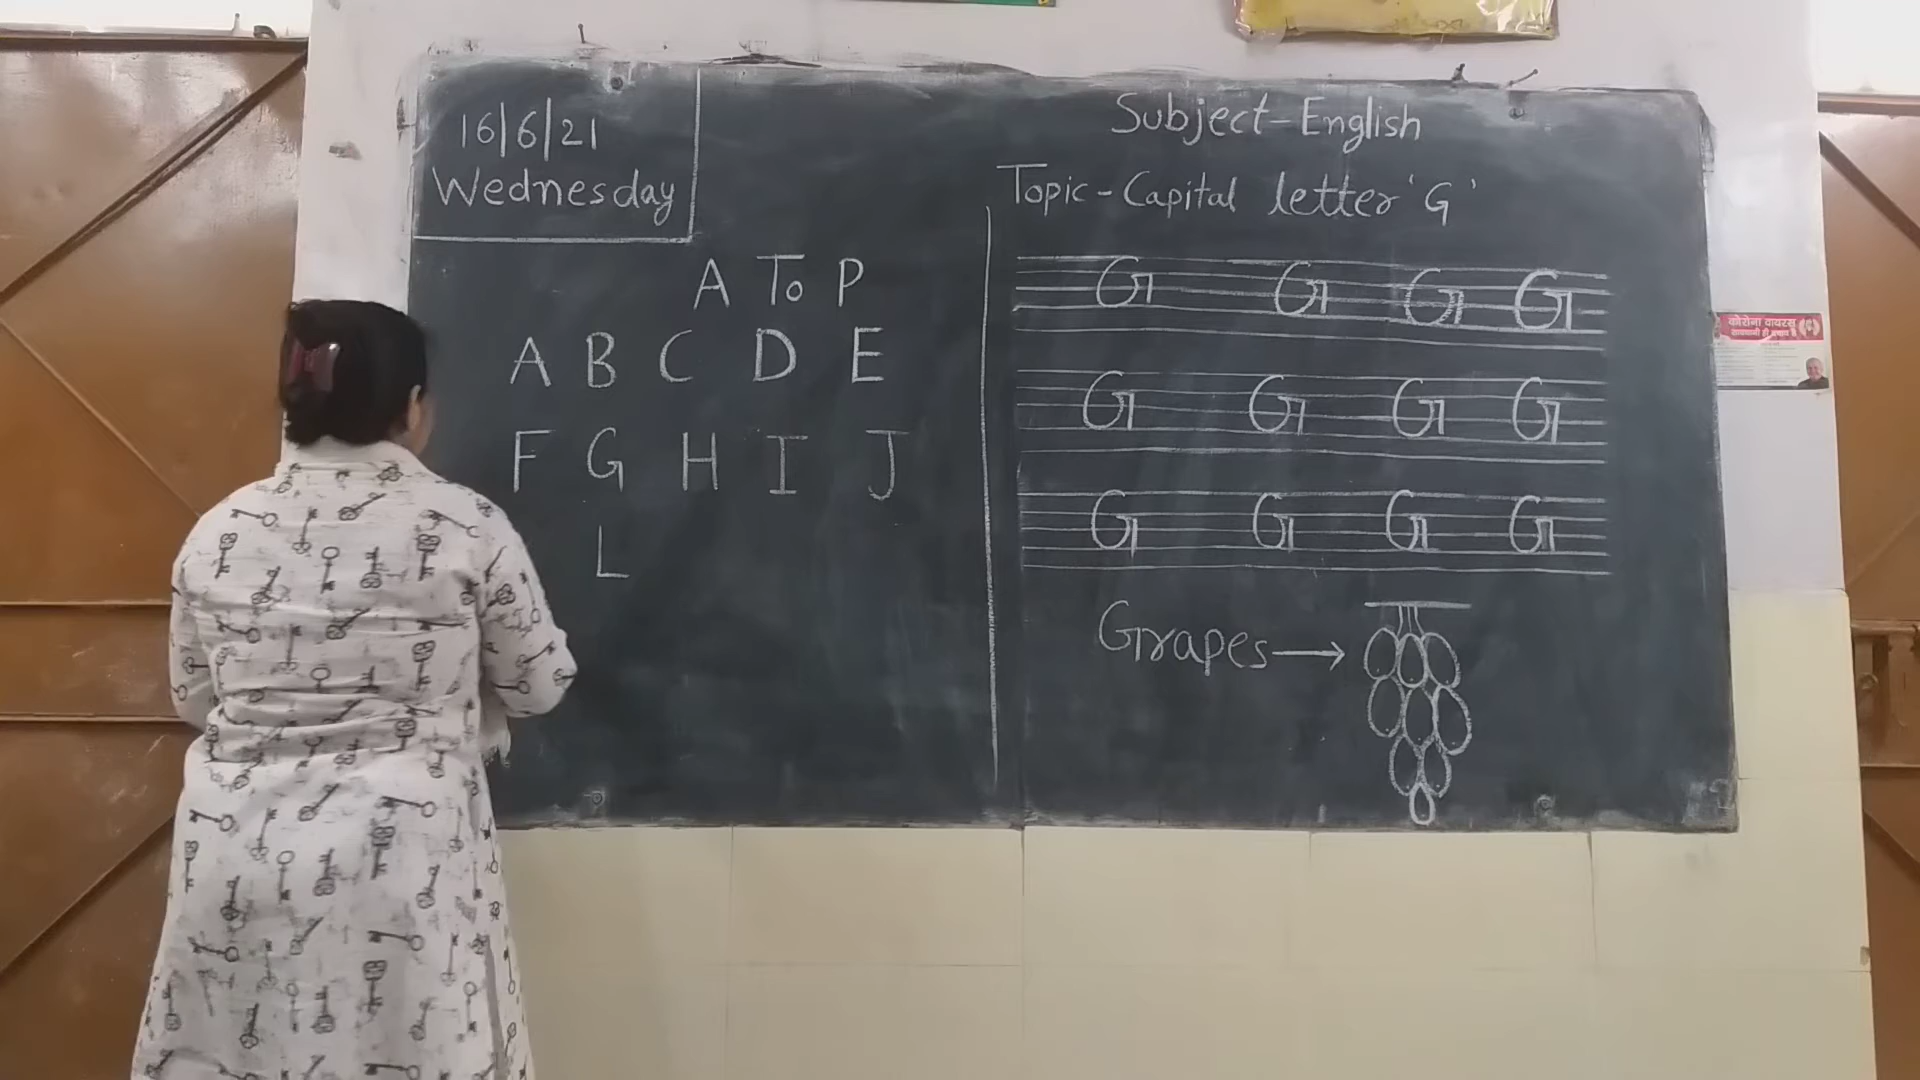 16/6/21
Wednesday
A To P
A B C D E
F G H I J
L
Subject-English
Topic-Capital letter 'G'
G G G G
G G G G
G G G G
Grapes→
कोरोना वायरस